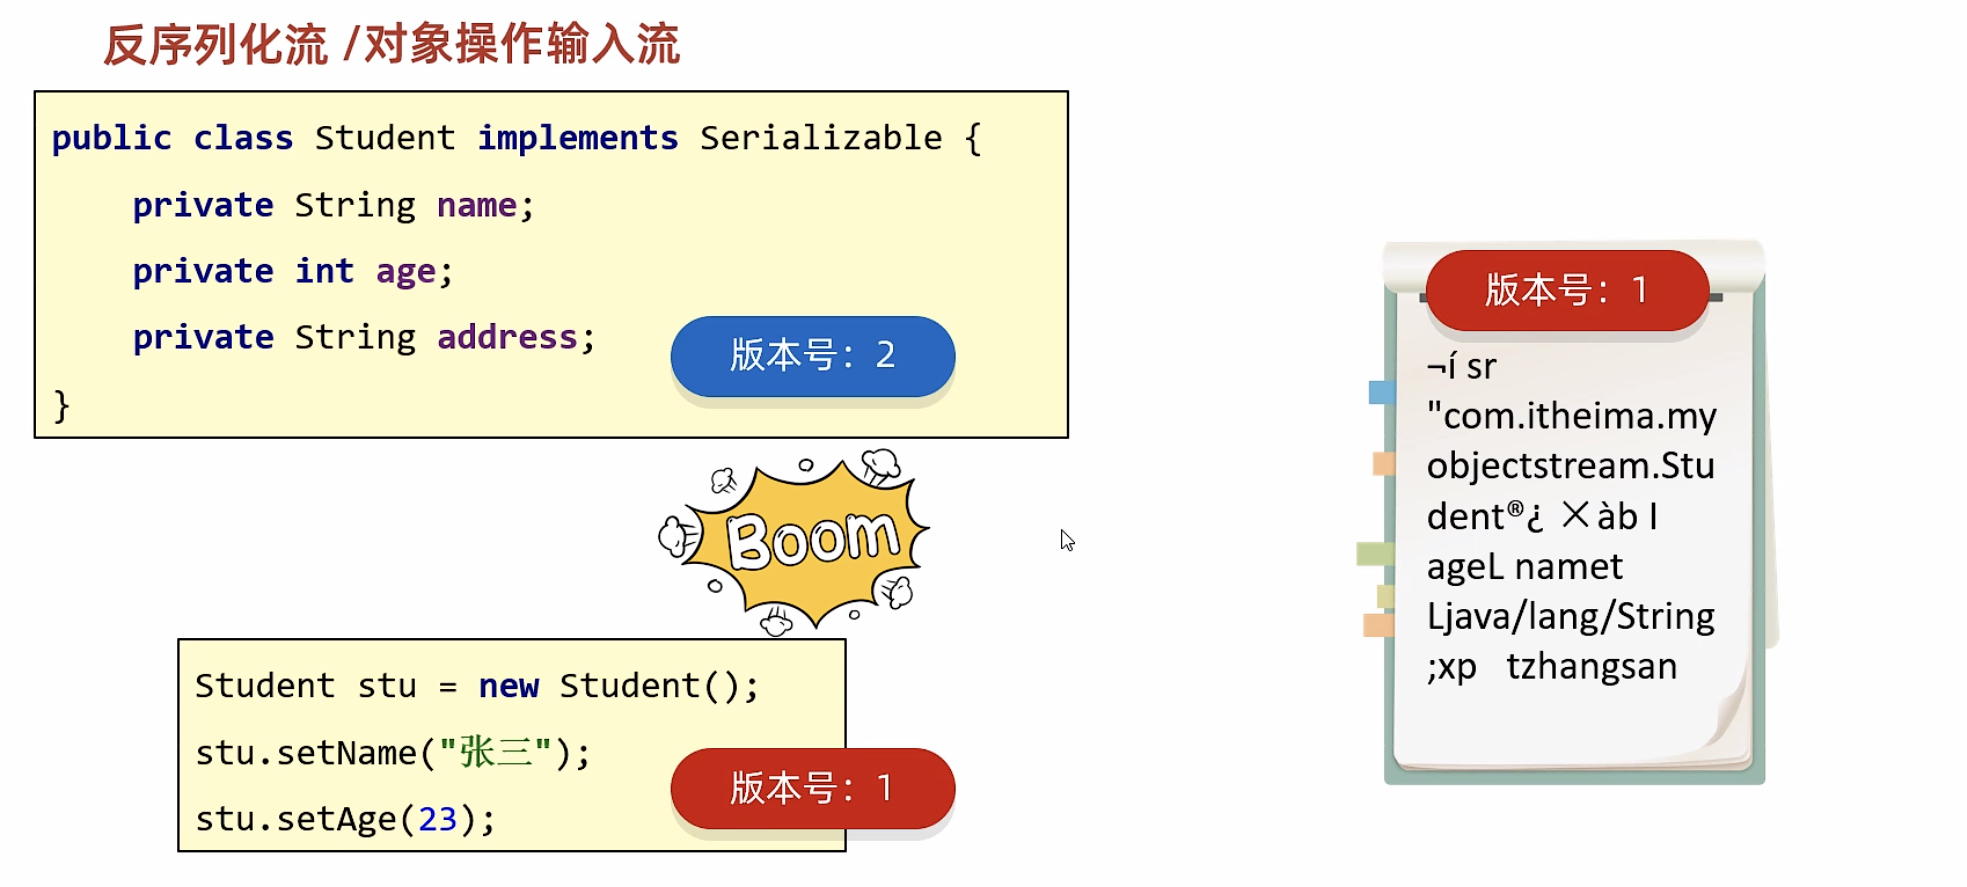 反序列化流 /对象操作输入流
public class Student implements Serializable {
private String name;
private int age;
private String address;
版本号：2
}
Boom
Student stu = new Student();
stu.setName("张三");
版本号：1
stu.setAge(23);
版本号：1
¬í sr
"com.itheima.my
objectstream.Stu
dent®¿ ×àb I
ageL namet
Ljava/lang/String
;xp tzhangsan